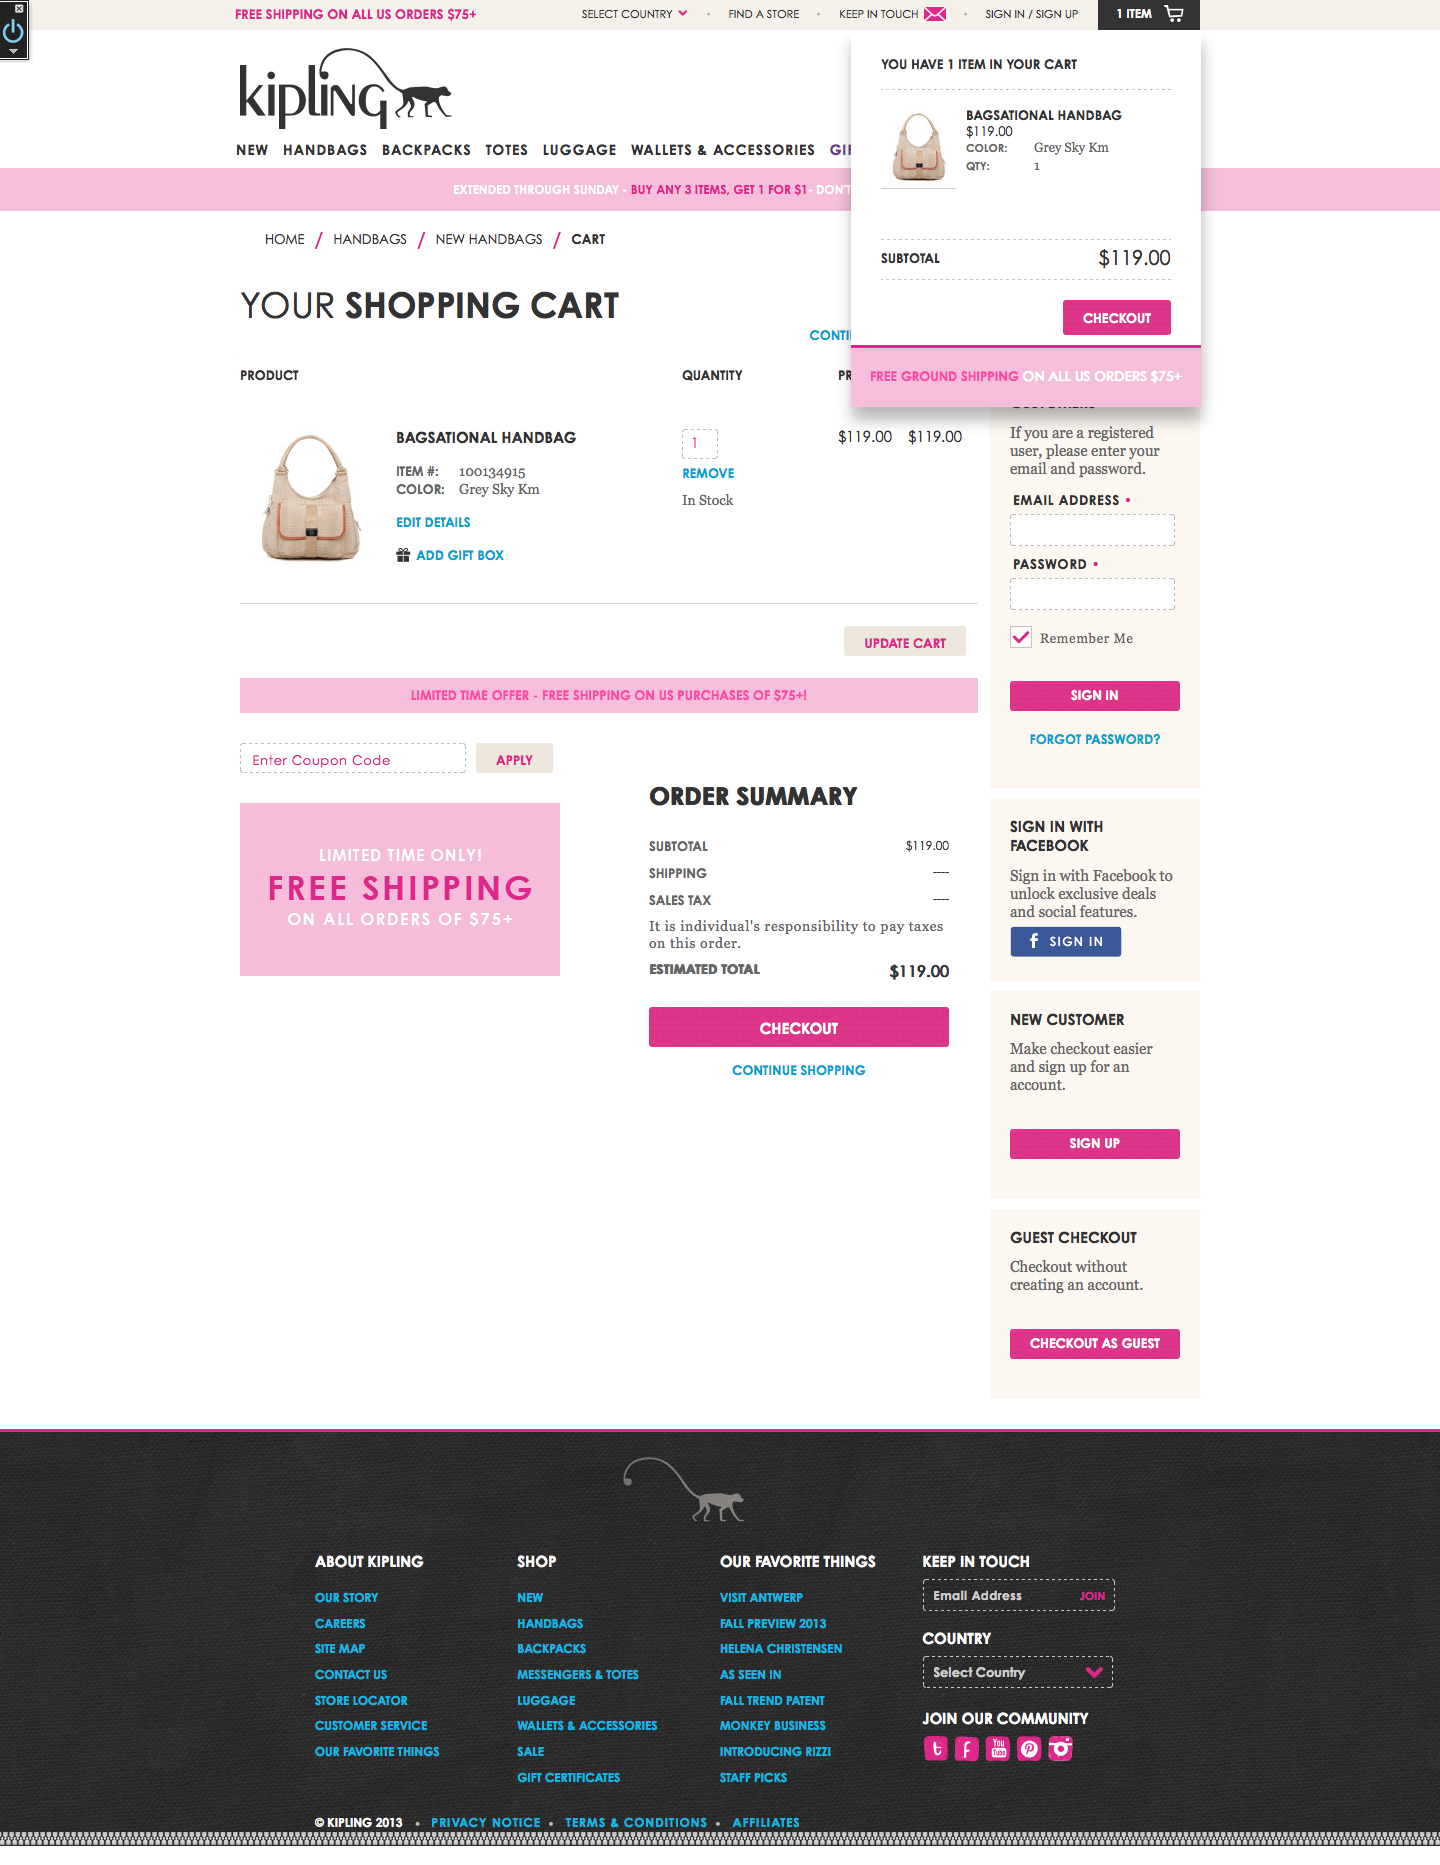 FREE SHIPPING ON ALL US ORDERS $75+
SELECT COUNTRY • FIND A STORE • KEEP IN TOUCH • SIGN IN / SIGN UP
1 ITEM
kipling
NEW HANDBAGS BACKPACKS TOTES LUGGAGE WALLETS & ACCESSORIES
EXTENDED THROUGH SUNDAY - BUY ANY 3 ITEMS, GET 1 FOR $1 - DON'T
YOU HAVE 1 ITEM IN YOUR CART
BAGSATIONAL HANDBAG
$119.00
COLOR: Grey Sky Km
QTY: 1
SUBTOTAL $119.00
CHECKOUT
FREE GROUND SHIPPING ON ALL US ORDERS $75+
HOME / HANDBAGS / NEW HANDBAGS / CART
YOUR SHOPPING CART
PRODUCT QUANTITY
BAGSATIONAL HANDBAG
ITEM #: 100134915
COLOR: Grey Sky Km
EDIT DETAILS
ADD GIFT BOX
1
REMOVE
In Stock
$119.00 $119.00
UPDATE CART
LIMITED TIME OFFER - FREE SHIPPING ON US PURCHASES OF $75+!
Enter Coupon Code APPLY
LIMITED TIME ONLY!
FREE SHIPPING
ON ALL ORDERS OF $75+
ORDER SUMMARY
SUBTOTAL $119.00
SHIPPING ----
SALES TAX ----
It is individual's responsibility to pay taxes
on this order.
ESTIMATED TOTAL $119.00
CHECKOUT
CONTINUE SHOPPING
If you are a registered
user, please enter your
email and password.
EMAIL ADDRESS •
PASSWORD •
Remember Me
SIGN IN
FORGOT PASSWORD?
SIGN IN WITH
FACEBOOK
Sign in with Facebook to
unlock exclusive deals
and social features.
f SIGN IN
NEW CUSTOMER
Make checkout easier
and sign up for an
account.
SIGN UP
GUEST CHECKOUT
Checkout without
creating an account.
CHECKOUT AS GUEST
ABOUT KIPLING
OUR STORY
CAREERS
SITE MAP
CONTACT US
STORE LOCATOR
CUSTOMER SERVICE
OUR FAVORITE THINGS
SHOP
NEW
HANDBAGS
BACKPACKS
MESSENGERS & TOTES
LUGGAGE
WALLETS & ACCESSORIES
SALE
GIFT CERTIFICATES
OUR FAVORITE THINGS
VISIT ANTWERP
FALL PREVIEW 2013
HELENA CHRISTENSEN
AS SEEN IN
FALL TREND PATENT
MONKEY BUSINESS
INTRODUCING RIZZI
STAFF PICKS
KEEP IN TOUCH
Email Address JOIN
COUNTRY
Select Country
JOIN OUR COMMUNITY
t f You Tube
© KIPLING 2013 • PRIVACY NOTICE • TERMS & CONDITIONS • AFFILIATES